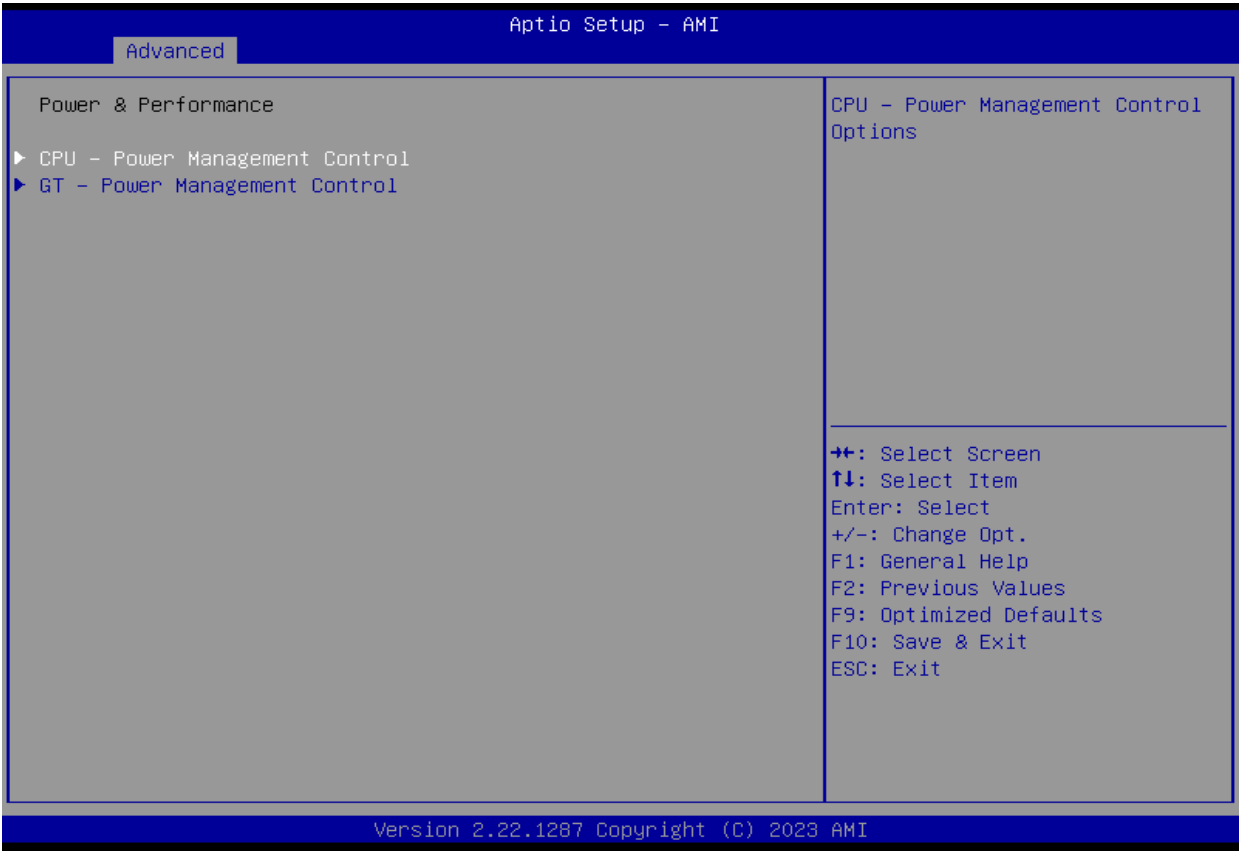 Aptio Setup – AMI
Advanced
Power & Performance
▶ CPU – Power Management Control
▶ GT – Power Management Control
CPU – Power Management Control
Options
→←: Select Screen
↑↓: Select Item
Enter: Select
+/-: Change Opt.
F1: General Help
F2: Previous Values
F9: Optimized Defaults
F10: Save & Exit
ESC: Exit
Version 2.22.1287 Copyright (C) 2023 AMI